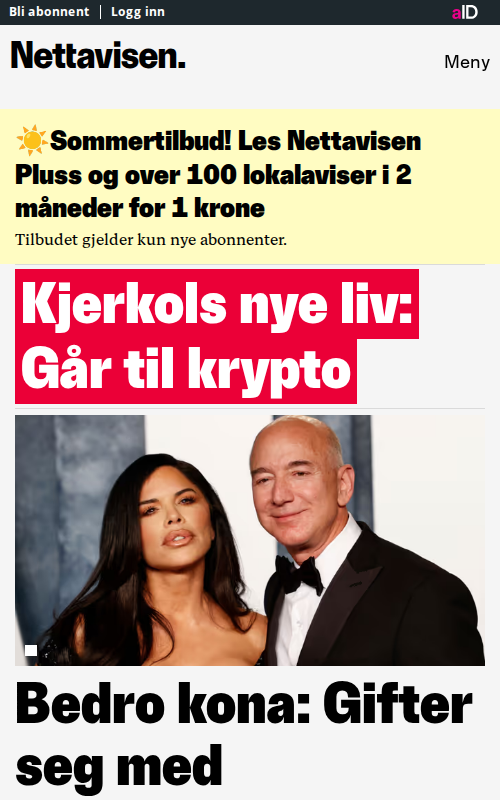 Bli abonnent
Logg inn
aID
Nettavisen.
Meny
Sommertilbud! Les Nettavisen
Pluss og over 100 lokalaviser i 2
måneder for 1 krone
Tilbudet gjelder kun nye abonnenter.
Kjerkols nye liv:
Går til krypto
Bedro kona: Gifter
seg med